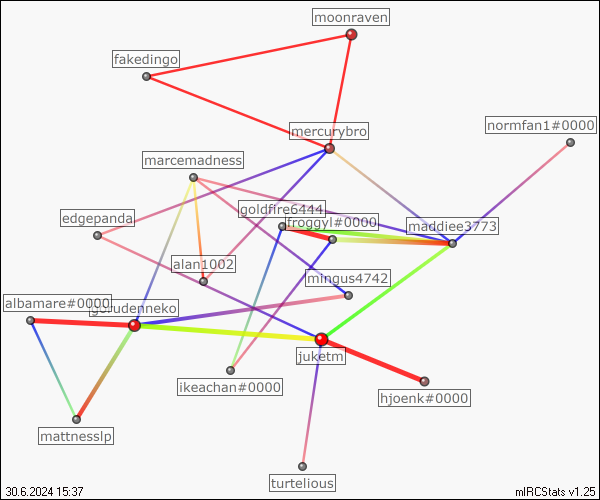 moonraven
fakedingo
normfan1#0000
mercurybro
marcemadness
goldfire6444
edgepanda
froggyl#0000
maddiee3773
alan1002
mingus4742
albamare#0000
gerudenneko
juketm
ikeachan#0000
hjoenk#0000
mattnesslp
turtelious
30.6.2024 15:37
mIRCStats v1.25